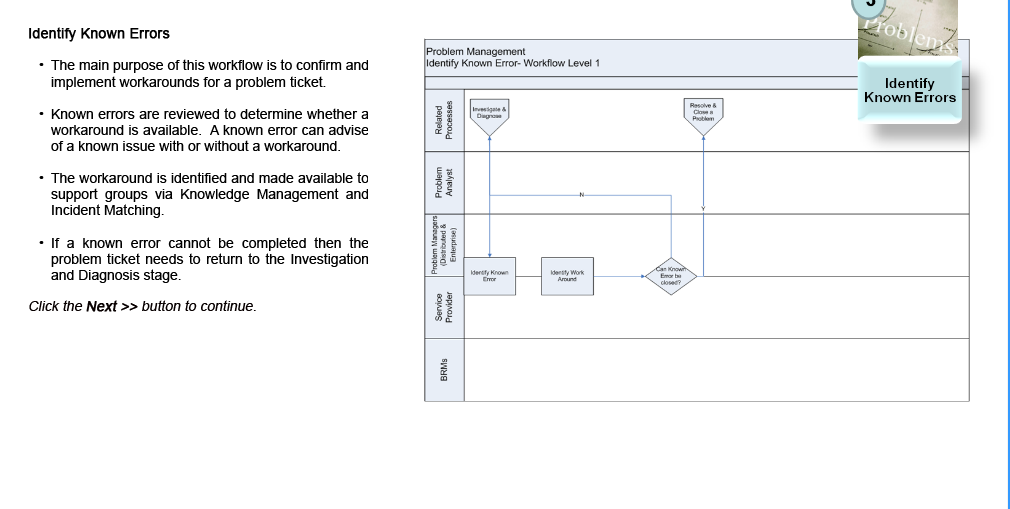 Identify Known Errors
• The main purpose of this workflow is to confirm and
implement workarounds for a problem ticket.
• Known errors are reviewed to determine whether a
workaround is available. A known error can advise
of a known issue with or without a workaround.
• The workaround is identified and made available to
support groups via Knowledge Management and
Incident Matching.
• If a known error cannot be completed then the
problem ticket needs to return to the Investigation
and Diagnosis stage.
Click the Next >> button to continue.
Problems
Identify
Known Errors
Problem Management
Identify Known Error- Workflow Level 1
Related
Processes
Investigate &
Diagnose
Resolve &
Close a
Problem
Problem
Analyst
N
Y
Problem Managers
(Distributed &
Enterprise)
Identify Known
Error
Identify Work
Around
Can Known
Error be
closed?
Service
Provider
BRMs